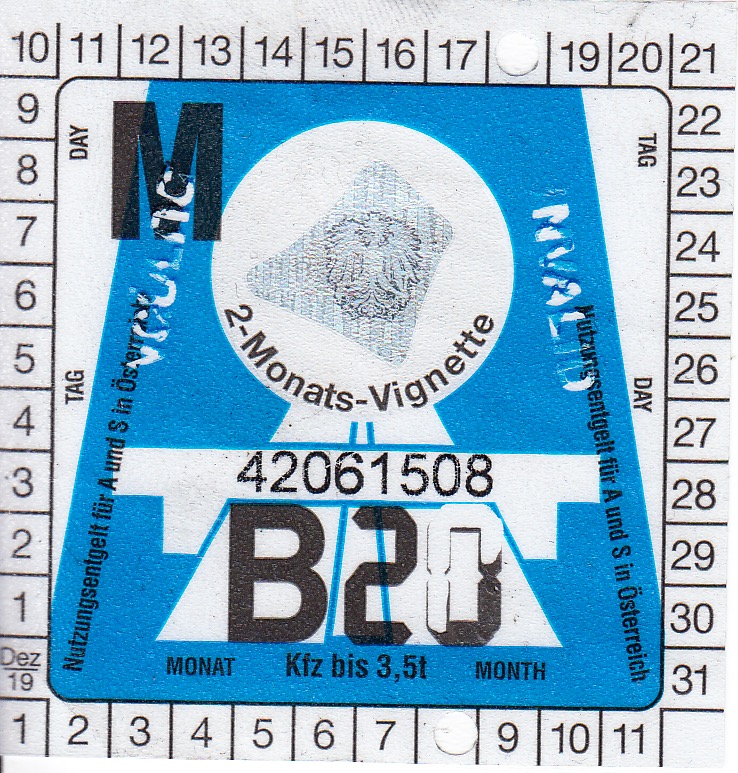 10 11 12 13 14 15 16 17 19 20 21
9 22
8 23
7 24
6 25
5 26
4 27
3 28
2 29
1 30
Dez
19
31
1 2 3 4 5 6 7 9 10 11
DAY
TAG
TAG
DAY
M
2-Monats-Vignette
Nutzungsentgelt für A und S in Österreich
Nutzungsentgelt für A und S in Österreich
42061508
B20
MONAT Kfz bis 3,5t MONTH